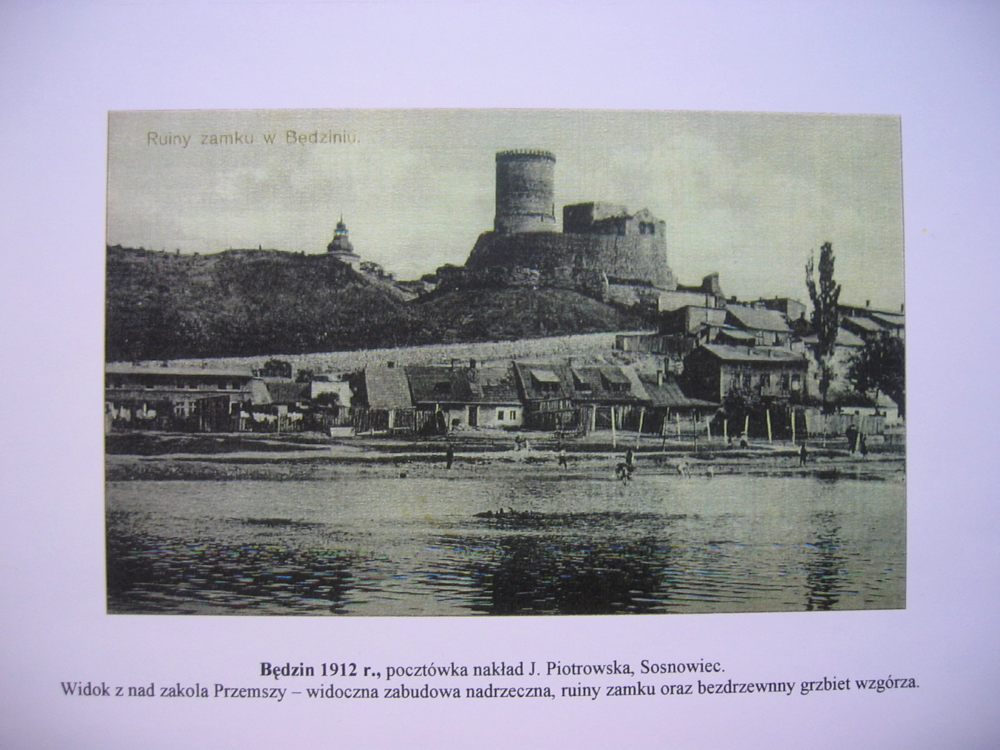 Ruiny zamku w Będziniu.
Będzin 1912 r., pocztówka nakład J. Piotrowska, Sosnowiec.
Widok z nad zakola Przemszy – widoczna zabudowa nadrzeczna, ruiny zamku oraz bezdrzewnny grzbiet wzgórza.